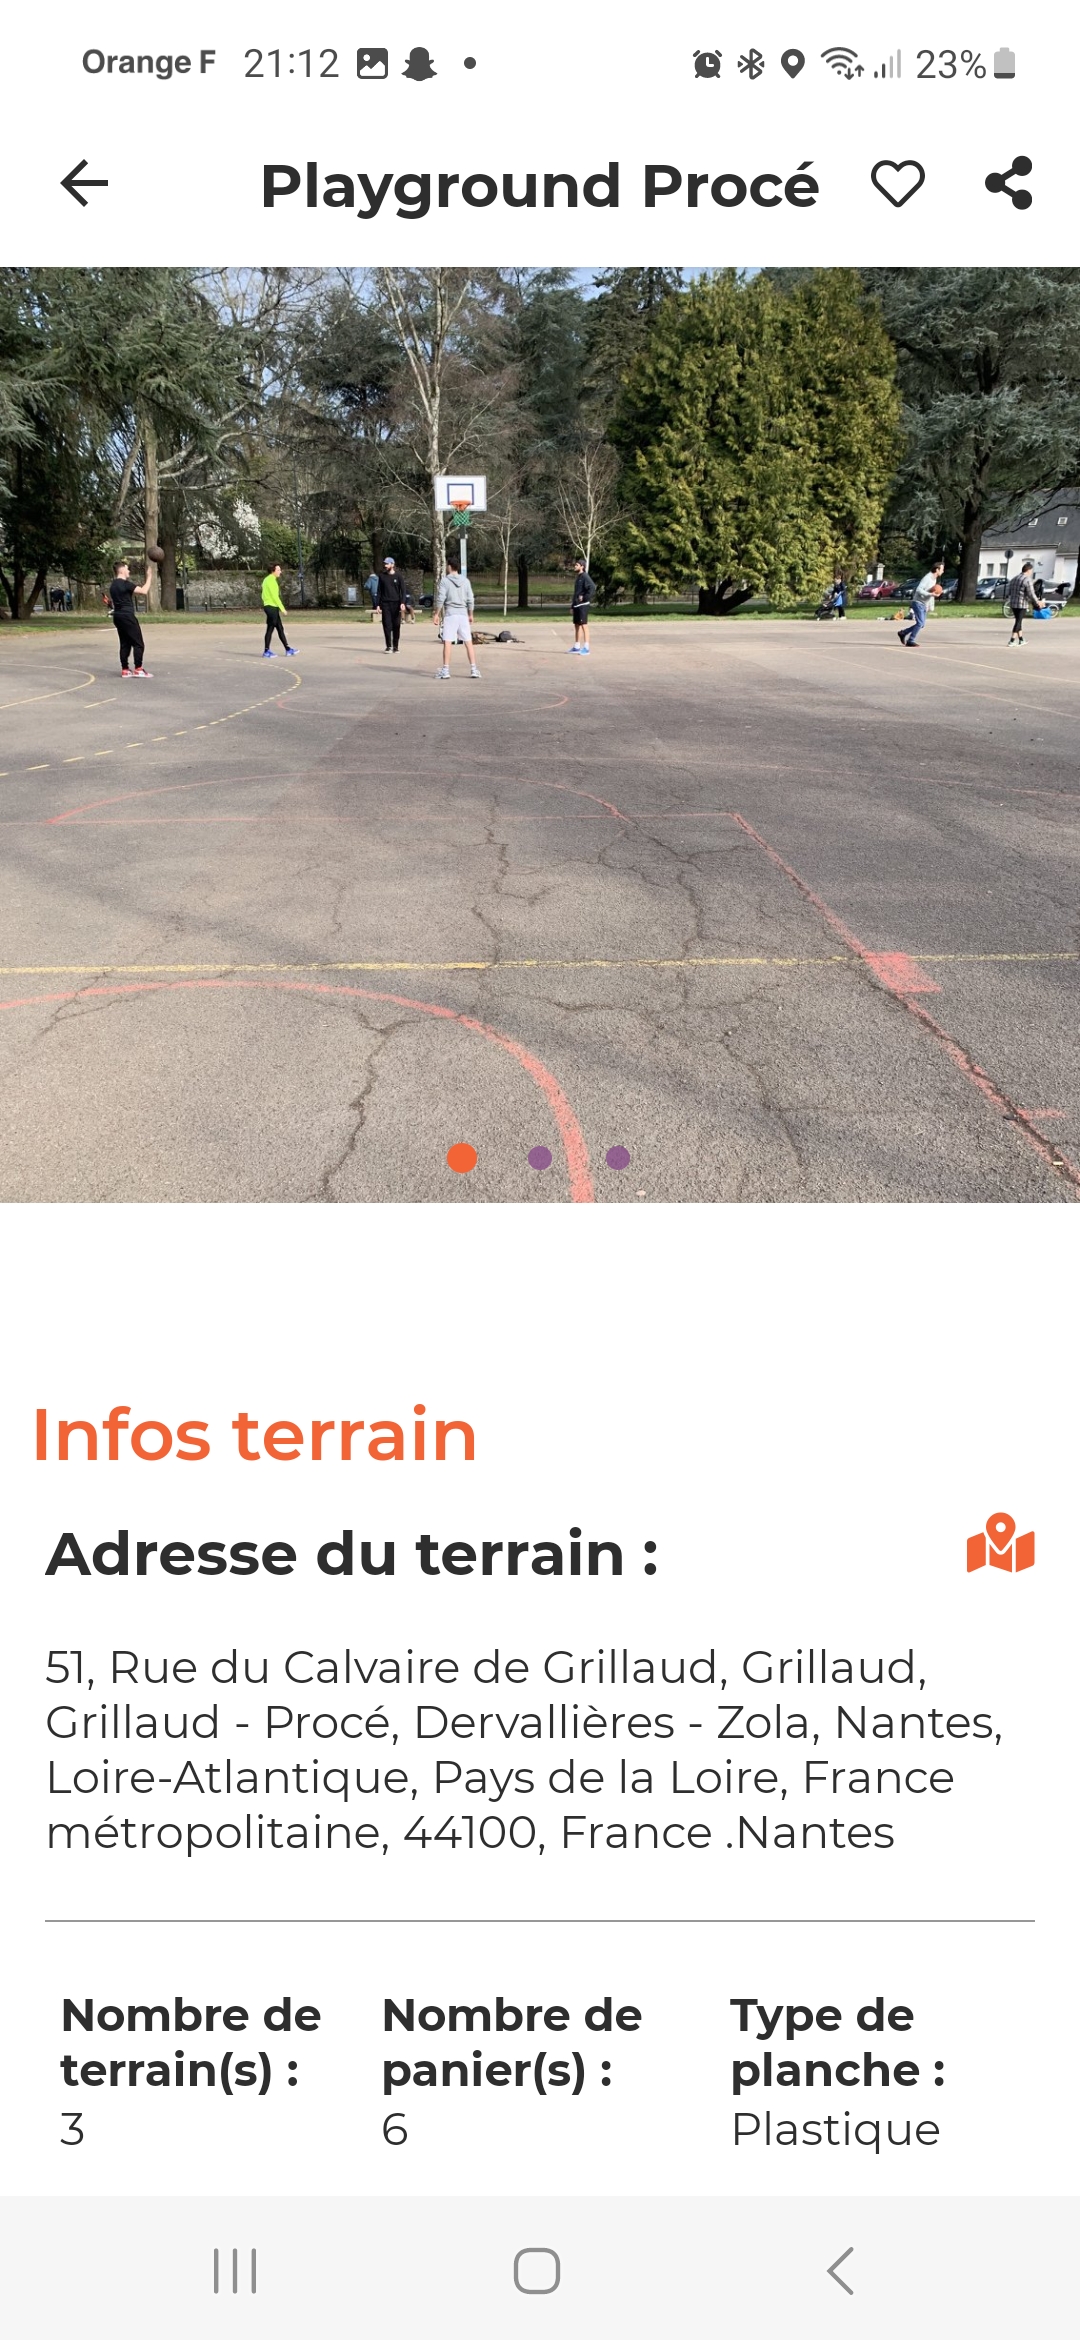 Orange F 21:12 23%
Playground Procé
Infos terrain
Adresse du terrain :
51, Rue du Calvaire de Grillaud, Grillaud,
Grillaud - Procé, Dervallières - Zola, Nantes,
Loire-Atlantique, Pays de la Loire, France
métropolitaine, 44100, France .Nantes
Nombre de
terrain(s) :
3
Nombre de
panier(s) :
6
Type de
planche :
Plastique